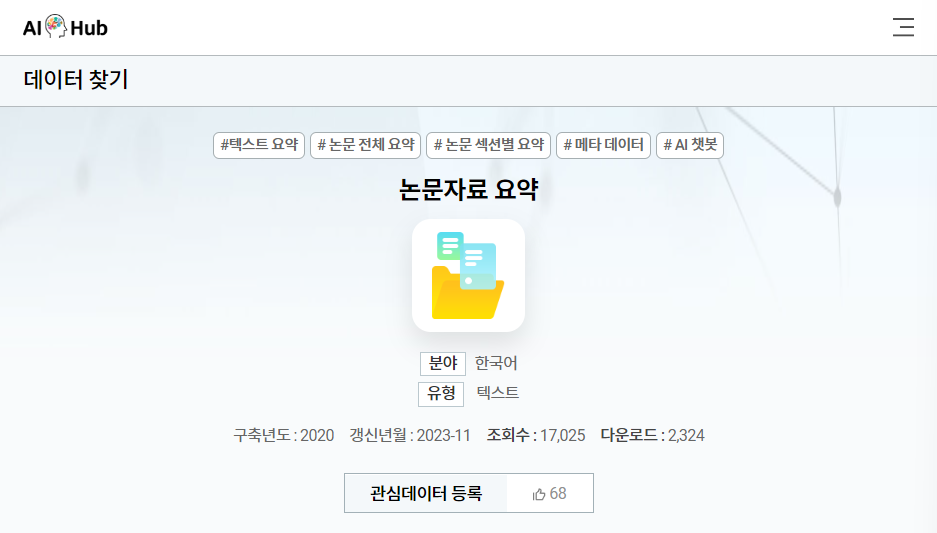 AI Hub
데이터 찾기
#텍스트 요약 # 논문 전체 요약 # 논문 섹션별 요약 # 메타 데이터 # AI 챗봇
논문자료 요약
분야 한국어
유형 텍스트
구축년도 : 2020 갱신년월 : 2023-11 조회수 : 17,025 다운로드 : 2,324
관심데이터 등록 68